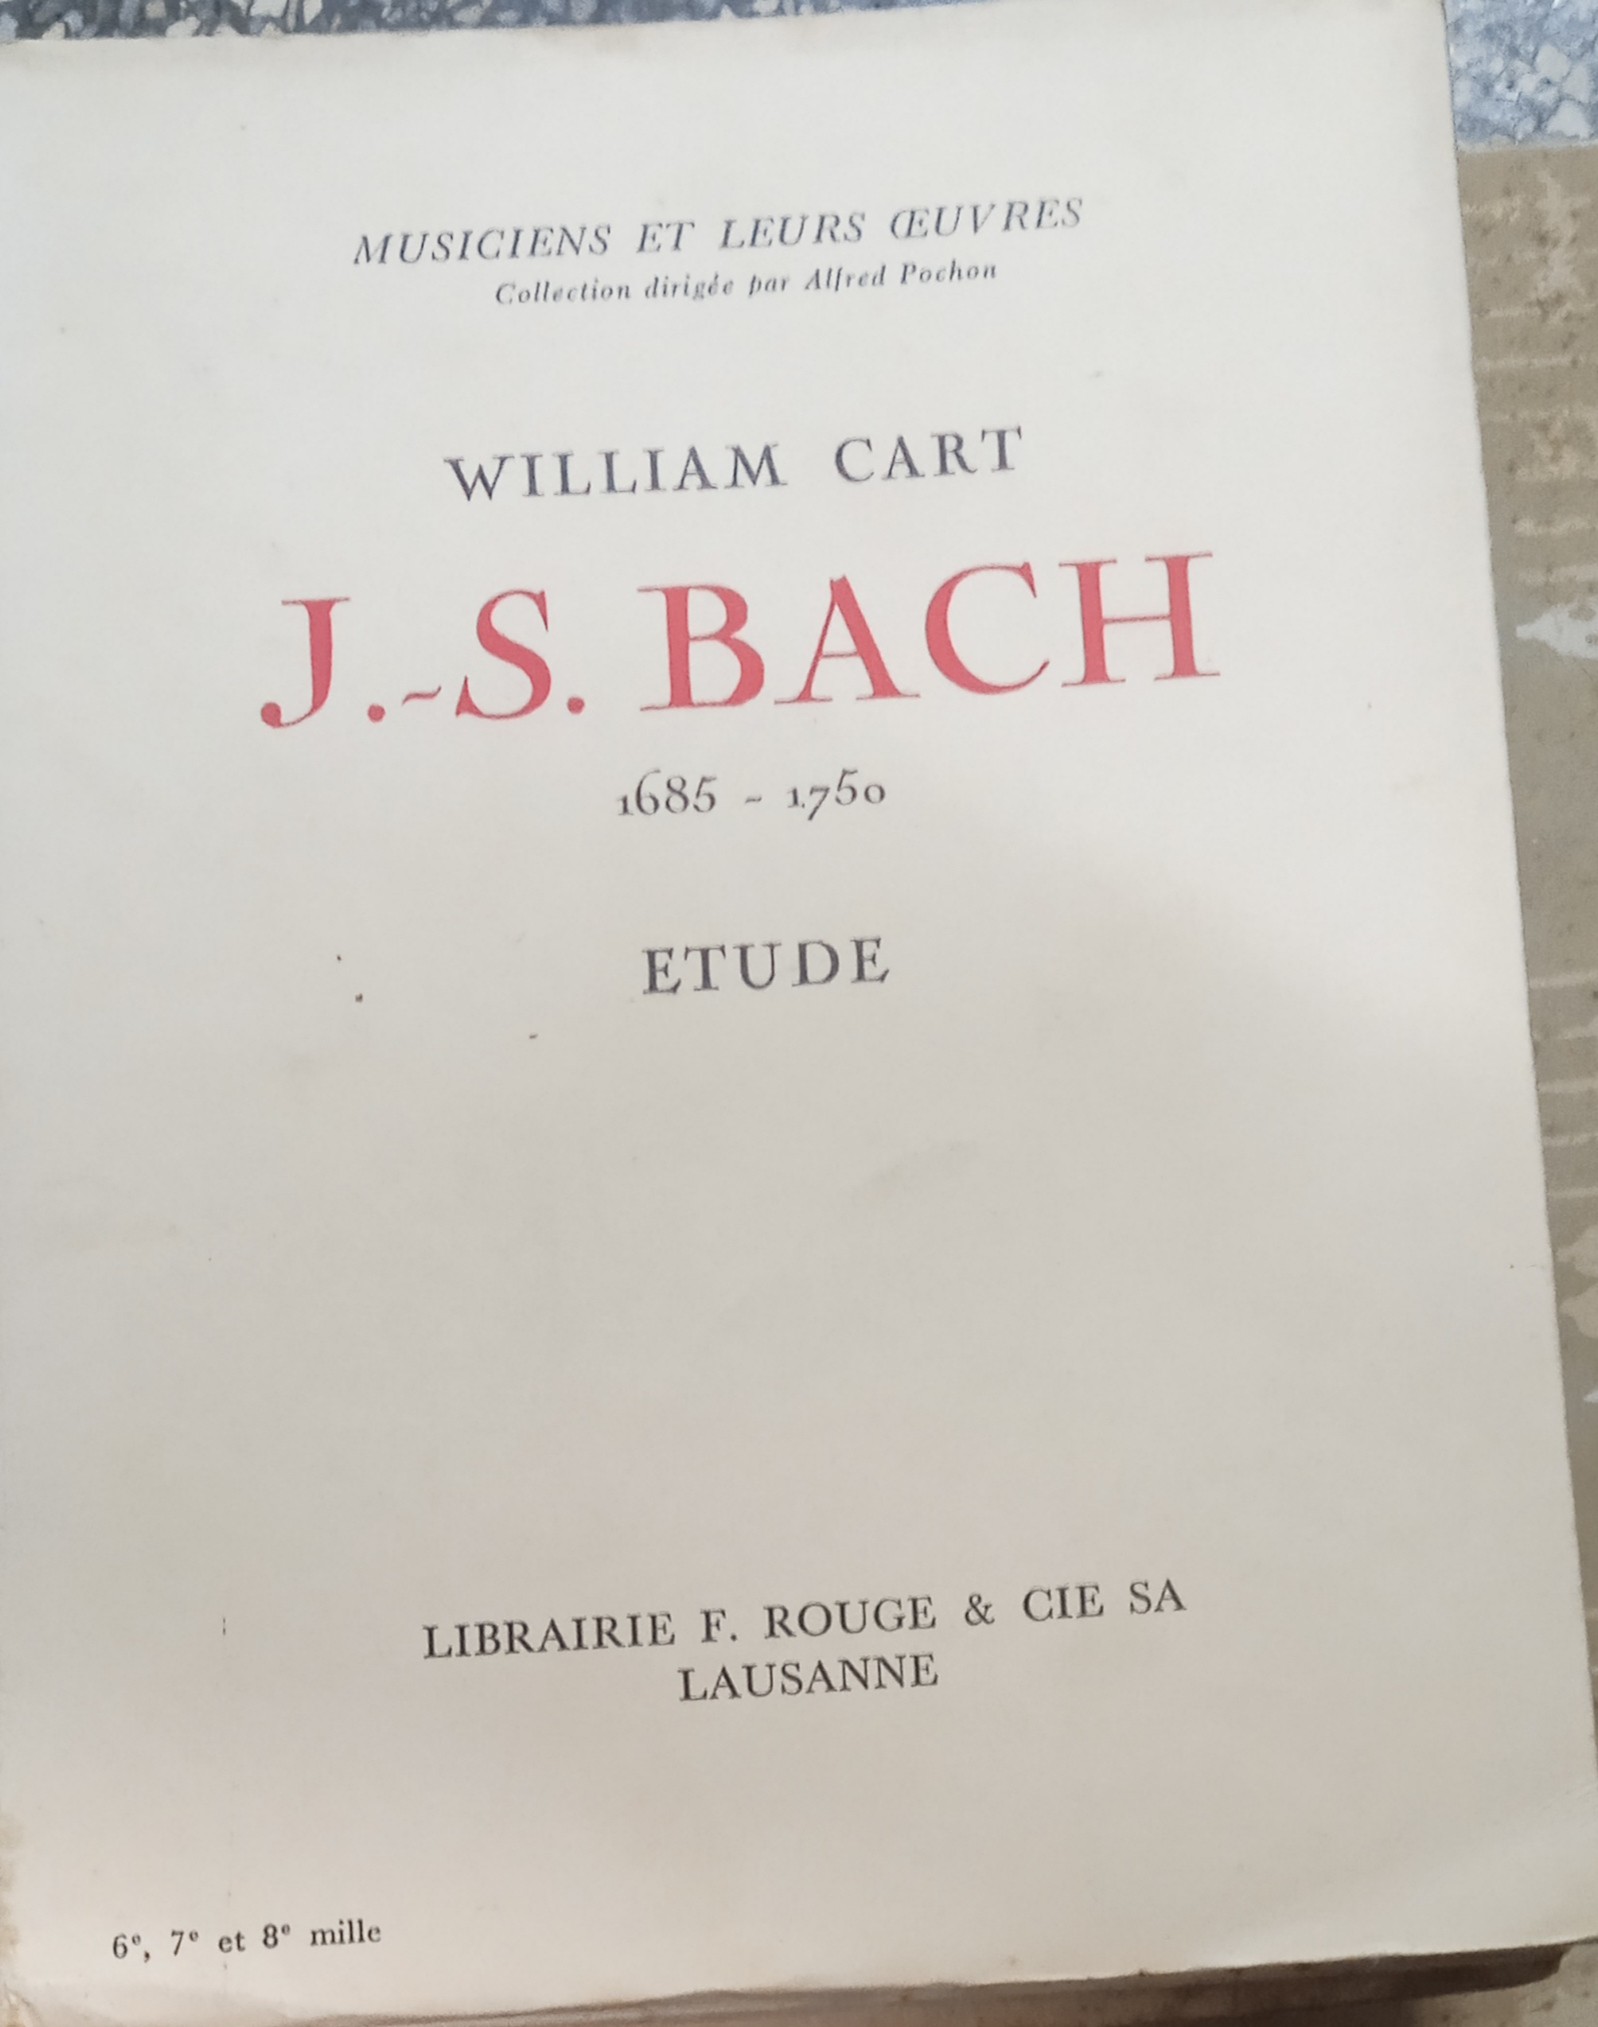 MUSICIENS ET LEURS ŒUVRES
Collection dirigée par Alfred Pochon
WILLIAM CART
J.-S. BACH
1685 - 1750
ETUDE
LIBRAIRIE F. ROUGE & CIE SA
LAUSANNE
6e, 7e et 8e mille